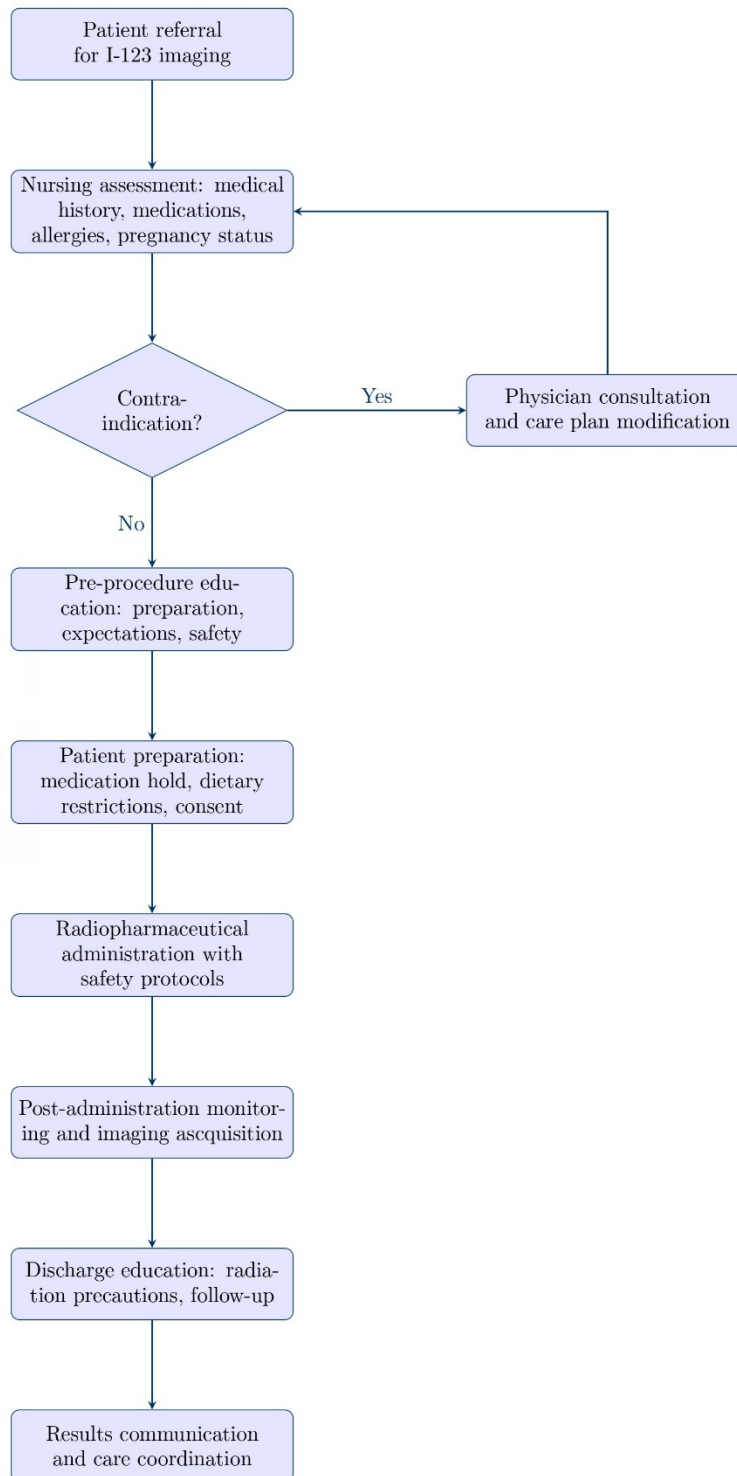 Patient referral
for I-123 imaging
Nursing assessment: medical
history, medications,
allergies, pregnancy status
Contra-
indication?
Yes
Physician consultation
and care plan modification
No
Pre-procedure edu-
cation: preparation,
expectations, safety
Patient preparation:
medication hold, dietary
restrictions, consent
Radiopharmaceutical
administration with
safety protocols
Post-administration monitor-
ing and imaging ascquisition
Discharge education: radia-
tion precautions, follow-up
Results communication
and care coordination